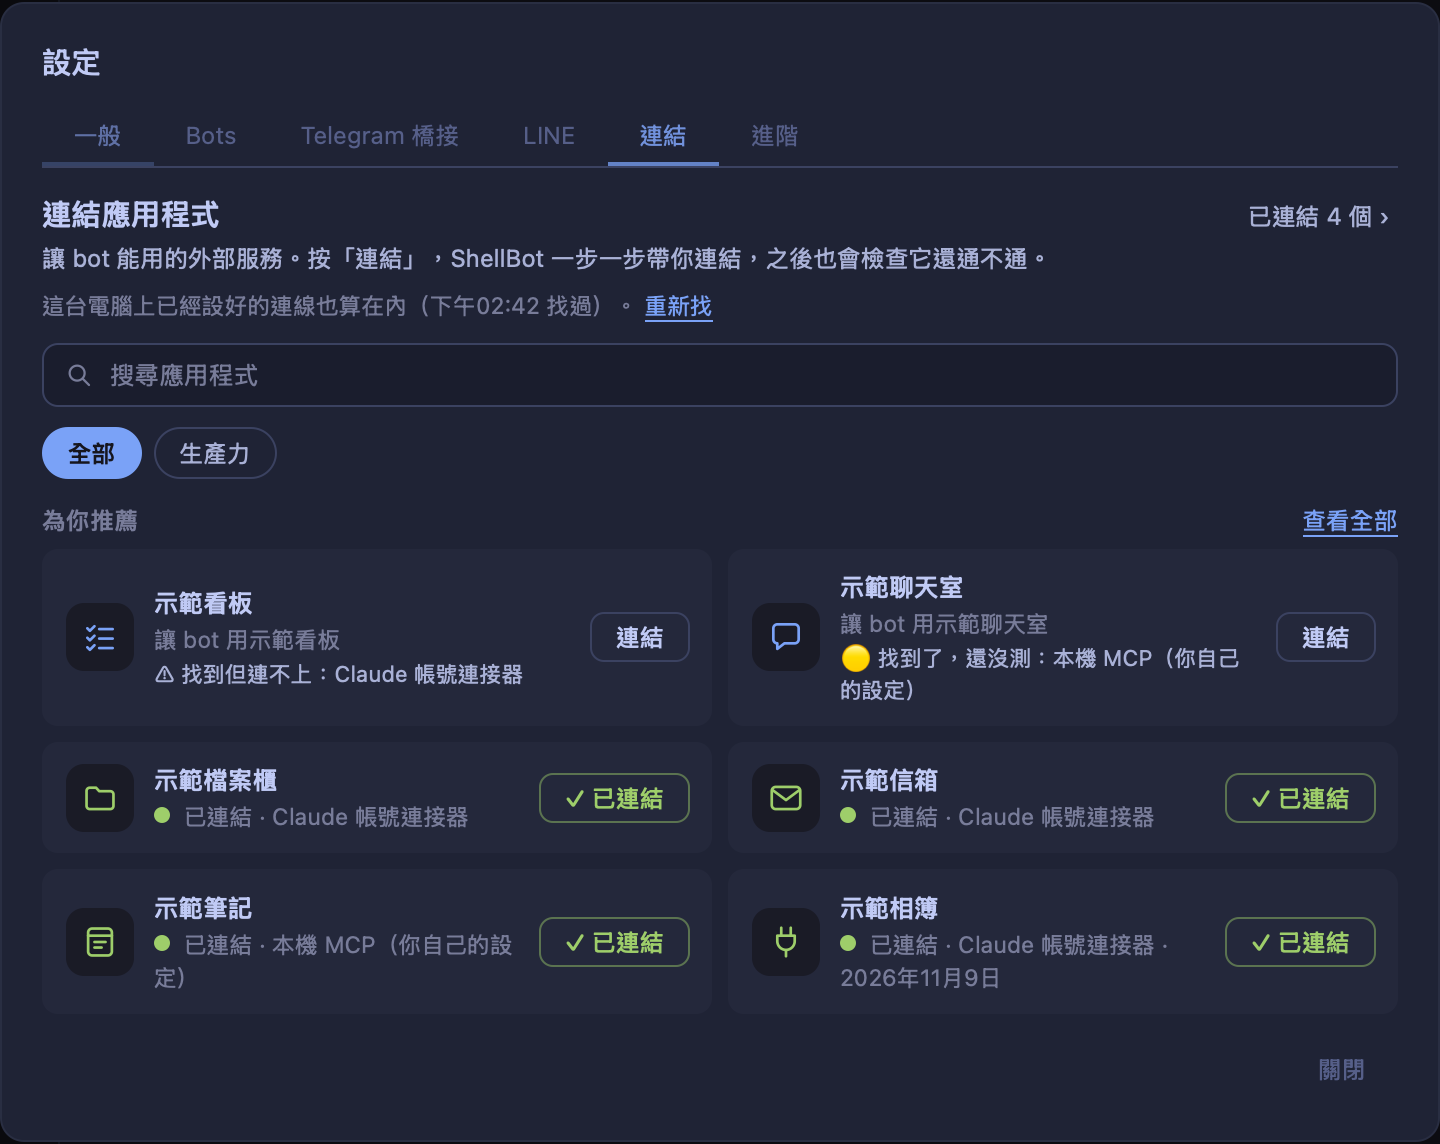 設定
一般 Bots Telegram 橋接 LINE 連結 進階
連結應用程式
已連結 4 個 ›
讓 bot 能用的外部服務。按「連結」，ShellBot 一步一步帶你連結，之後也會檢查它還通不通。
這台電腦上已經設好的連線也算在內（下午02:42 找過）。 重新找
搜尋應用程式
全部 生產力
為你推薦 查看全部
示範看板
讓 bot 用示範看板
⚠ 找到但連不上：Claude 帳號連接器
連結
示範聊天室
讓 bot 用示範聊天室
🟡 找到了，還沒測：本機 MCP（你自己
的設定）
連結
示範檔案櫃
已連結 · Claude 帳號連接器
✓ 已連結
示範信箱
已連結 · Claude 帳號連接器
✓ 已連結
示範筆記
已連結 · 本機 MCP（你自己的設
定）
✓ 已連結
示範相簿
已連結 · Claude 帳號連接器 ·
2026年11月9日
✓ 已連結
關閉